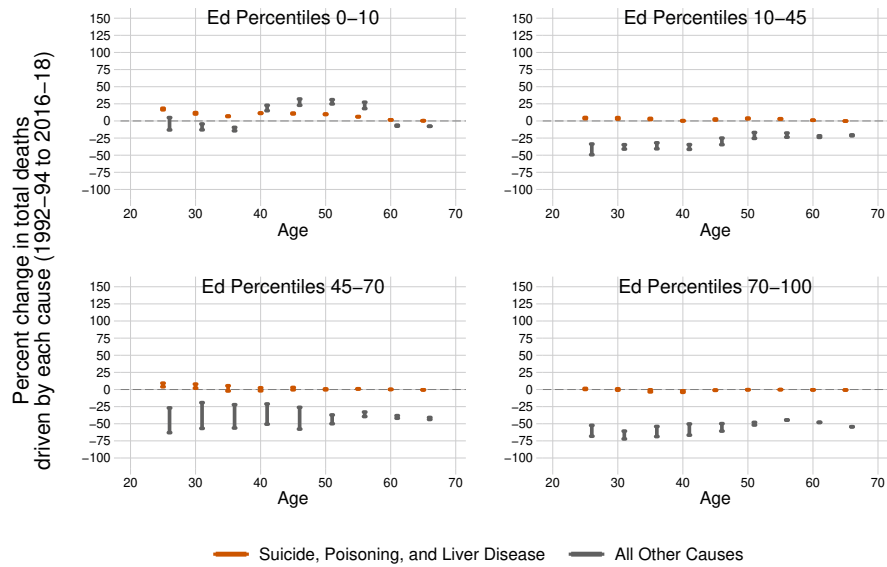 Percent change in total deaths
driven by each cause (1992−94 to 2016−18)
Ed Percentiles 0−10
150
125
100
75
50
25
0
−25
−50
−75
−100
20 30 40 50 60 70
Age
Ed Percentiles 10−45
150
125
100
75
50
25
0
−25
−50
−75
−100
20 30 40 50 60 70
Age
Ed Percentiles 45−70
150
125
100
75
50
25
0
−25
−50
−75
−100
20 30 40 50 60 70
Age
Ed Percentiles 70−100
150
125
100
75
50
25
0
−25
−50
−75
−100
20 30 40 50 60 70
Age
Suicide, Poisoning, and Liver Disease All Other Causes